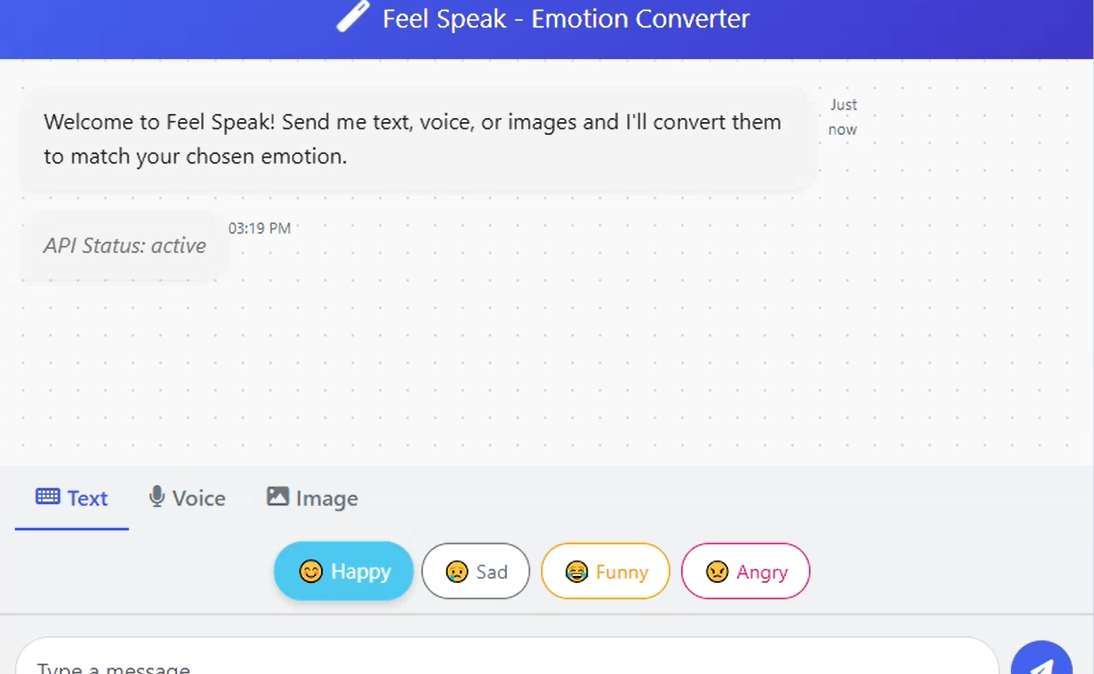 Feel Speak - Emotion Converter
Welcome to Feel Speak! Send me text, voice, or images and I'll convert them
to match your chosen emotion.
Just
now
API Status: active
03:19 PM
Text
Voice
Image
Happy
Sad
Funny
Angry
Type a message